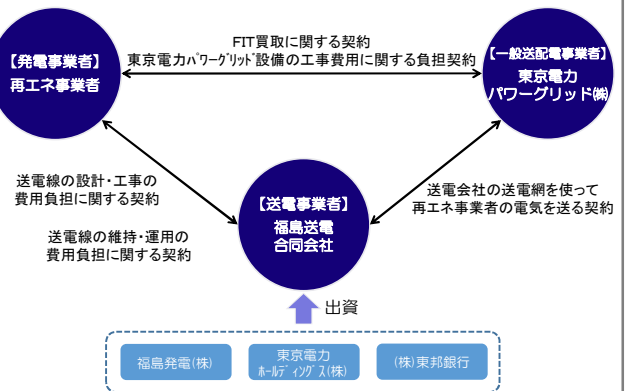 FIT買取に関する契約
東京電力パワーグリッド設備の工事費用に関する負担契約
【発電事業者】
再エネ事業者
【一般送配電事業者】
東京電力
パワーグリッド㈱
送電線の設計・工事の
費用負担に関する契約
送電線の維持・運用の
費用負担に関する契約
【送電事業者】
福島送電
合同会社
送電会社の送電網を使って
再エネ事業者の電気を送る契約
出資
福島発電(株)
東京電力
ホールディングス(株)
(株)東邦銀行